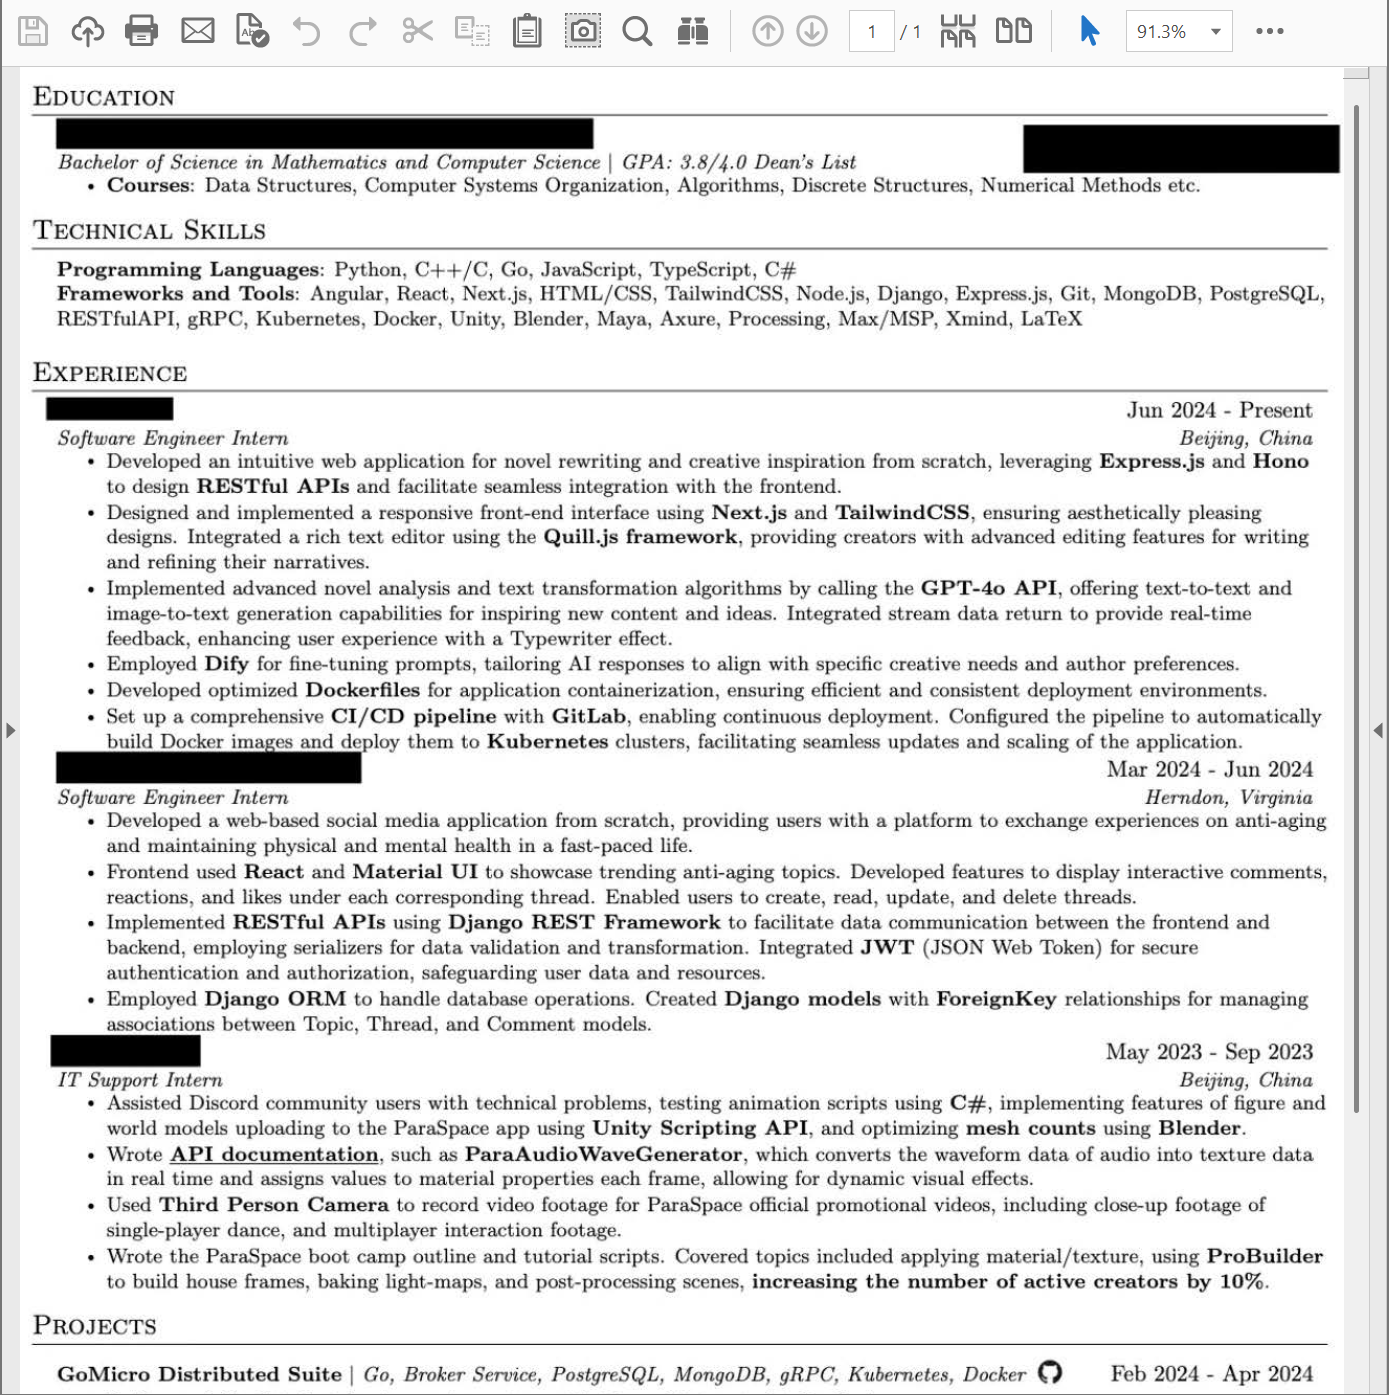 1 / 1
91.3%
EDUCATION
Bachelor of Science in Mathematics and Computer Science | GPA: 3.8/4.0 Dean's List
• Courses: Data Structures, Computer Systems Organization, Algorithms, Discrete Structures, Numerical Methods etc.
TECHNICAL SKILLS
Programming Languages: Python, C++/C, Go, JavaScript, TypeScript, C#
Frameworks and Tools: Angular, React, Next.js, HTML/CSS, TailwindCSS, Node.js, Django, Express.js, Git, MongoDB, PostgreSQL,
RESTfulAPI, gRPC, Kubernetes, Docker, Unity, Blender, Maya, Axure, Processing, Max/MSP, Xmind, LaTeX
EXPERIENCE
Jun 2024 - Present
Software Engineer Intern Beijing, China
• Developed an intuitive web application for novel rewriting and creative inspiration from scratch, leveraging Express.js and Hono
to design RESTful APIs and facilitate seamless integration with the frontend.
• Designed and implemented a responsive front-end interface using Next.js and TailwindCSS, ensuring aesthetically pleasing
designs. Integrated a rich text editor using the Quill.js framework, providing creators with advanced editing features for writing
and refining their narratives.
• Implemented advanced novel analysis and text transformation algorithms by calling the GPT-4o API, offering text-to-text and
image-to-text generation capabilities for inspiring new content and ideas. Integrated stream data return to provide real-time
feedback, enhancing user experience with a Typewriter effect.
• Employed Dify for fine-tuning prompts, tailoring AI responses to align with specific creative needs and author preferences.
• Developed optimized Dockerfiles for application containerization, ensuring efficient and consistent deployment environments.
• Set up a comprehensive CI/CD pipeline with GitLab, enabling continuous deployment. Configured the pipeline to automatically
build Docker images and deploy them to Kubernetes clusters, facilitating seamless updates and scaling of the application.
Mar 2024 - Jun 2024
Software Engineer Intern Herndon, Virginia
• Developed a web-based social media application from scratch, providing users with a platform to exchange experiences on anti-aging
and maintaining physical and mental health in a fast-paced life.
• Frontend used React and Material UI to showcase trending anti-aging topics. Developed features to display interactive comments,
reactions, and likes under each corresponding thread. Enabled users to create, read, update, and delete threads.
• Implemented RESTful APIs using Django REST Framework to facilitate data communication between the frontend and
backend, employing serializers for data validation and transformation. Integrated JWT (JSON Web Token) for secure
authentication and authorization, safeguarding user data and resources.
• Employed Django ORM to handle database operations. Created Django models with ForeignKey relationships for managing
associations between Topic, Thread, and Comment models.
May 2023 - Sep 2023
IT Support Intern Beijing, China
• Assisted Discord community users with technical problems, testing animation scripts using C#, implementing features of figure and
world models uploading to the ParaSpace app using Unity Scripting API, and optimizing mesh counts using Blender.
• Wrote API documentation, such as ParaAudioWaveGenerator, which converts the waveform data of audio into texture data
in real time and assigns values to material properties each frame, allowing for dynamic visual effects.
• Used Third Person Camera to record video footage for ParaSpace official promotional videos, including close-up footage of
single-player dance, and multiplayer interaction footage.
• Wrote the ParaSpace boot camp outline and tutorial scripts. Covered topics included applying material/texture, using ProBuilder
to build house frames, baking light-maps, and post-processing scenes, increasing the number of active creators by 10%.
PROJECTS
GoMicro Distributed Suite | Go, Broker Service, PostgreSQL, MongoDB, gRPC, Kubernetes, Docker Feb 2024 - Apr 2024